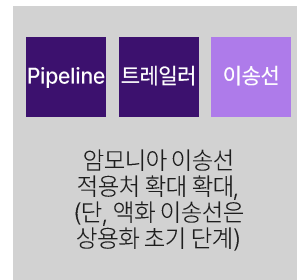 Pipeline 트레일러 이송선
암모니아 이송선
적용처 확대 확대,
(단, 액화 이송선은
상용화 초기 단계)